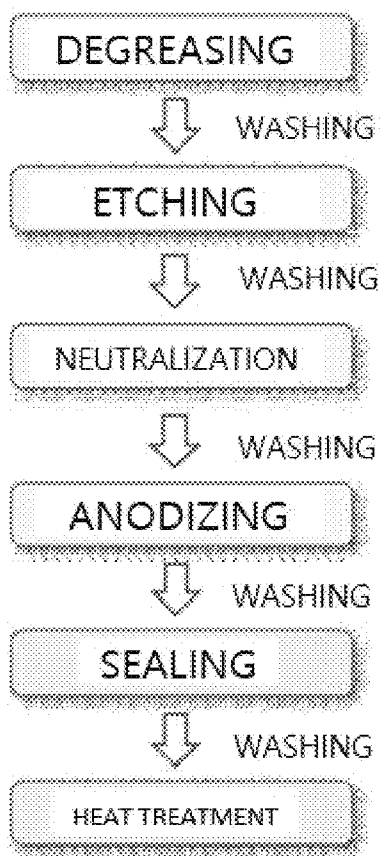 DEGREASING
WASHING
ETCHING
WASHING
NEUTRALIZATION
WASHING
ANODIZING
WASHING
SEALING
WASHING
HEAT TREATMENT